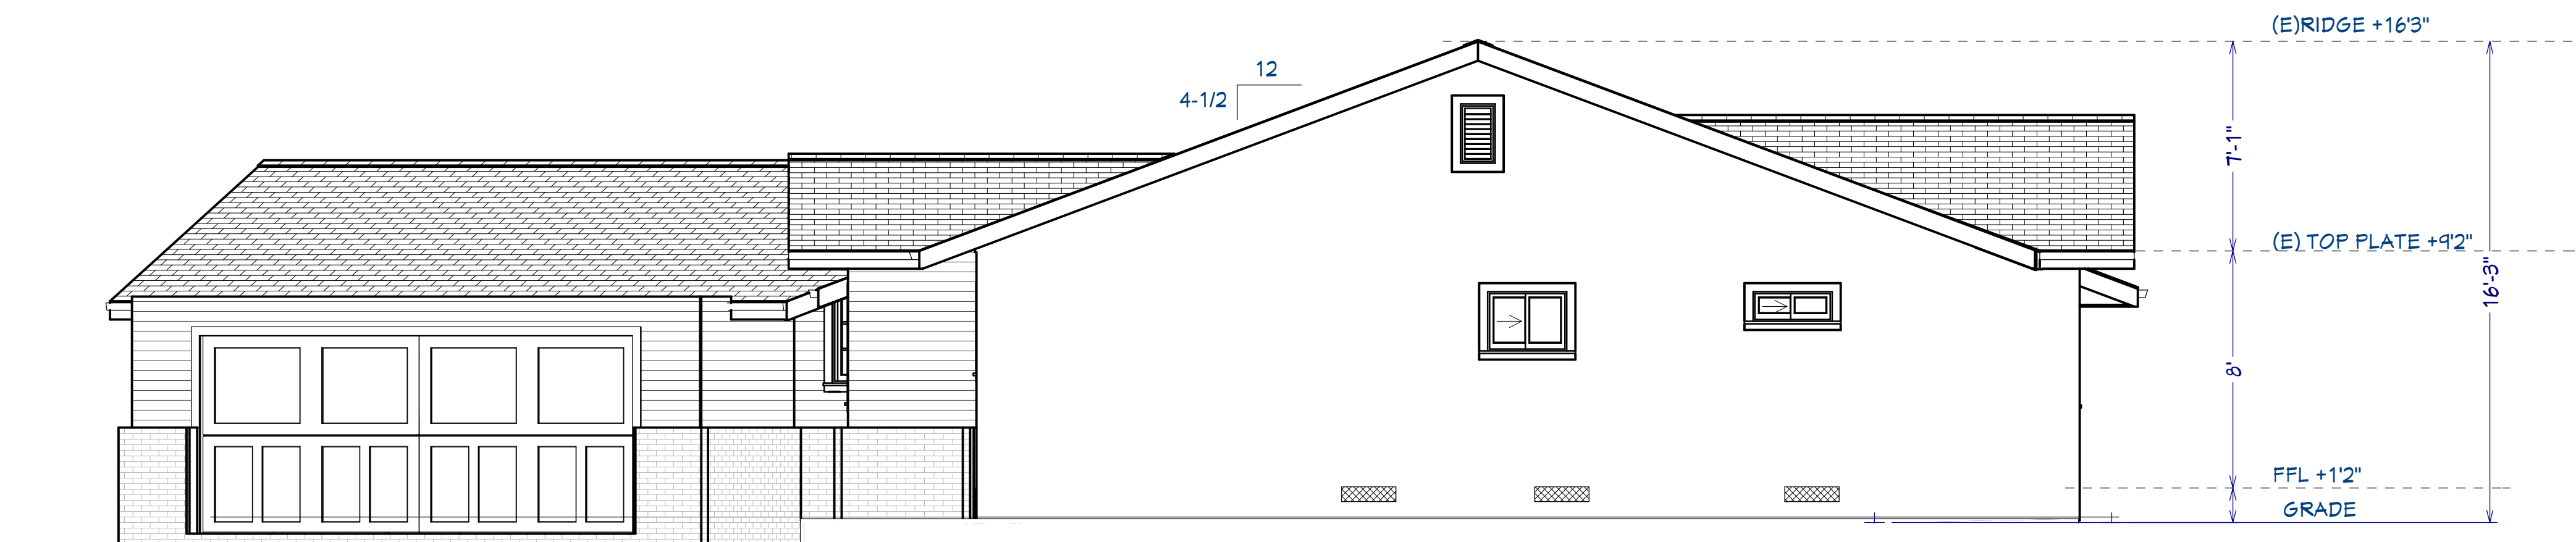 (E)RIDGE +16'3"
12
4-1/2
7'-1"
(E) TOP PLATE +9'2"
16'-3"
8'
FFL +1'2"
GRADE